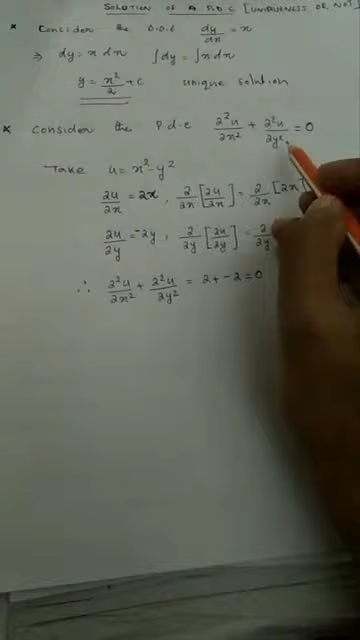 SOLUTION OF A P.D.E [UNIQUENESS OR NOT]
* Consider the O.D.E dy/dx = x
⇒ dy = x dx ∫dy = ∫x dx
y = x²/2 + c unique solution
* Consider the P.d.e ∂²u/∂x² + ∂²u/∂y² = 0
Take u = x² - y²
∂u/∂x = 2x, ∂/∂x [∂u/∂x] = ∂/∂x [2x
∂u/∂y = -2y, ∂/∂y [∂u/∂y] = ∂/∂y
∴ ∂²u/∂x² + ∂²u/∂y² = 2 + -2 = 0